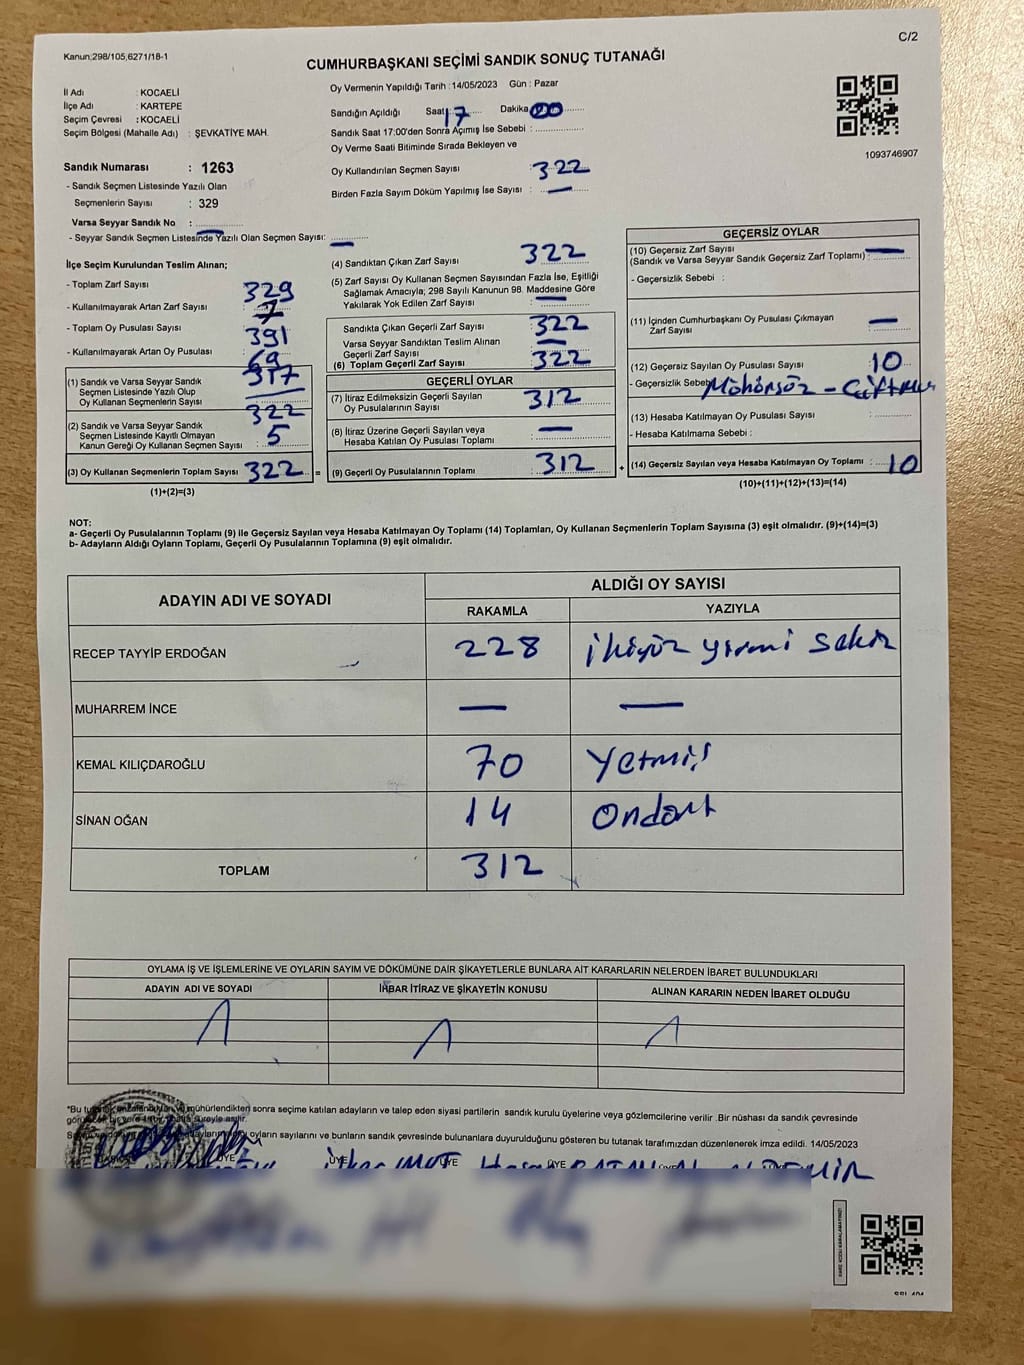 Kanun:298/105,6271/18-1
C/2
CUMHURBAŞKANI SEÇİMİ SANDIK SONUÇ TUTANAĞI
İl Adı : KOCAELİ
İlçe Adı : KARTEPE
Seçim Çevresi : KOCAELİ
Seçim Bölgesi (Mahalle Adı) : ŞEVKATİYE MAH.
Oy Vermenin Yapıldığı Tarih :14/05/2023 Gün : Pazar
Sandığın Açıldığı Saat 17 Dakika 00
Sandık Saat 17:00'den Sonra Açımış İse Sebebi :
Oy Verme Saati Bitiminde Sırada Bekleyen ve
Oy Kullandırılan Seçmen Sayısı : 322
Birden Fazla Sayım Döküm Yapılmış İse Sayısı : —
1093746907
Sandık Numarası : 1263
- Sandık Seçmen Listesinde Yazılı Olan
Seçmenlerin Sayısı : 329
Varsa Seyyar Sandık No : —
- Seyyar Sandık Seçmen Listesinde Yazılı Olan Seçmen Sayısı: —
İlçe Seçim Kurulundan Teslim Alınan;
- Toplam Zarf Sayısı 329
- Kullanılmayarak Artan Zarf Sayısı 7
- Toplam Oy Pusulası Sayısı 391
- Kullanılmayarak Artan Oy Pusulası 69
(1) Sandık ve Varsa Seyyar Sandık
Seçmen Listesinde Yazılı Olup
Oy Kullanan Seçmenlerin Sayısı 317
322
(2) Sandık ve Varsa Seyyar Sandık
Seçmen Listesinde Kayıtlı Olmayan
Kanun Gereği Oy Kullanan Seçmen Sayısı 5
(3) Oy Kullanan Seçmenlerin Toplam Sayısı 322 =
(1)+(2)=(3)
(4) Sandıktan Çıkan Zarf Sayısı 322
(5) Zarf Sayısı Oy Kullanan Seçmen Sayısından Fazla İse, Eşitliği
Sağlamak Amacıyla; 298 Sayılı Kanunun 98. Maddesine Göre
Yakılarak Yok Edilen Zarf Sayısı : —
Sandıkta Çıkan Geçerli Zarf Sayısı 322
Varsa Seyyar Sandıktan Teslim Alınan
Geçerli Zarf Sayısı —
(6) Toplam Geçerli Zarf Sayısı 322
GEÇERLİ OYLAR
(7) İtiraz Edilmeksizin Geçerli Sayılan
Oy Pusulalarının Sayısı 312
(8) İtiraz Üzerine Geçerli Sayılan veya
Hesaba Katılan Oy Pusulası Toplamı —
(9) Geçerli Oy Pusulalarının Toplamı 312 +
GEÇERSİZ OYLAR
(10) Geçersiz Zarf Sayısı
(Sandık ve Varsa Seyyar Sandık Geçersiz Zarf Toplamı) : —
- Geçersizlik Sebebi :
(11) İçinden Cumhurbaşkanı Oy Pusulası Çıkmayan
Zarf Sayısı —
(12) Geçersiz Sayılan Oy Pusulası Sayısı 10
- Geçersizlik Sebebi Mühürsüz -
(13) Hesaba Katılmayan Oy Pusulası Sayısı :
- Hesaba Katılmama Sebebi :
(14) Geçersiz Sayılan veya Hesaba Katılmayan Oy Toplamı : 10
(10)+(11)+(12)+(13)=(14)
NOT:
a- Geçerli Oy Pusulalarının Toplamı (9) ile Geçersiz Sayılan veya Hesaba Katılmayan Oy Toplamı (14) Toplamları, Oy Kullanan Seçmenlerin Toplam Sayısına (3) eşit olmalıdır. (9)+(14)=(3)
b- Adayların Aldığı Oyların Toplamı, Geçerli Oy Pusulalarının Toplamına (9) eşit olmalıdır.
ADAYIN ADI VE SOYADI
ALDIĞI OY SAYISI
RAKAMLA YAZIYLA
RECEP TAYYİP ERDOĞAN 228 ikiyüz yirmi sekiz
MUHARREM İNCE — —
KEMAL KILIÇDAROĞLU 70 Yetmiş
SİNAN OĞAN 14 Ondört
TOPLAM 312
OYLAMA İŞ VE İŞLEMLERİNE VE OYLARIN SAYIM VE DÖKÜMÜNE DAİR ŞİKAYETLERLE BUNLARA AİT KARARLARIN NELERDEN İBARET BULUNDUKLARI
ADAYIN ADI VE SOYADI İHBAR İTİRAZ VE ŞİKAYETİN KONUSU ALINAN KARARIN NEDEN İBARET OLDUĞU
*Bu mühürlendikten sonra seçime katılan adayların ve talep eden siyasi partilerin sandık kurulu üyelerine veya gözlemcilerine verilir .Bir nüshası da sandık çevresinde
süreyle asılır.
oyların sayılarını ve bunların sandık çevresinde bulunanlara duyurulduğunu gösteren bu tutanak tarafımızdan düzenlenerek imza edildi. 14/05/2023
ÜYE ÜYE ÜYE